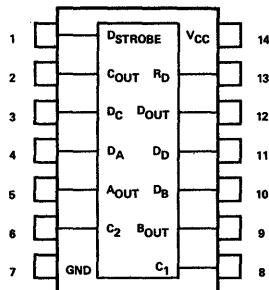 1 DSTROBE VCC 14
2 COUT RD 13
3 DC DOUT 12
4 DA DD 11
5 AOUT DB 10
6 C2 BOUT 9
7 GND C1 8